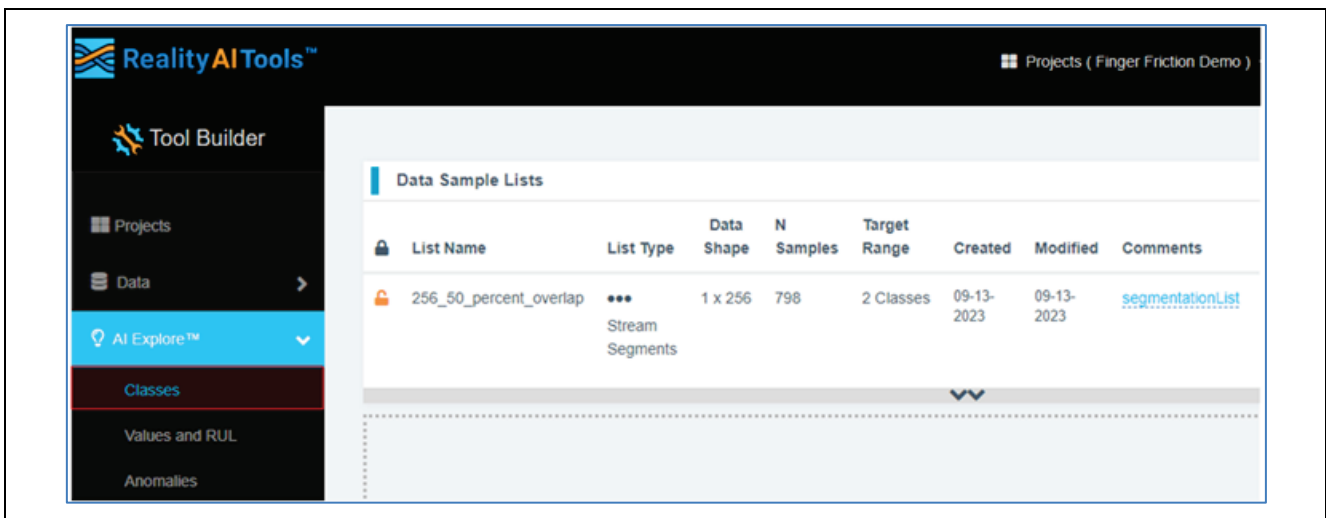 RealityAITools™
Projects ( Finger Friction Demo )
Tool Builder
Projects
Data
AI Explore™
Classes
Values and RUL
Anomalies
Data Sample Lists
List Name List Type Data Shape N Samples Target Range Created Modified Comments
256_50_percent_overlap ••• Stream Segments 1 x 256 798 2 Classes 09-13-2023 09-13-2023 segmentationList